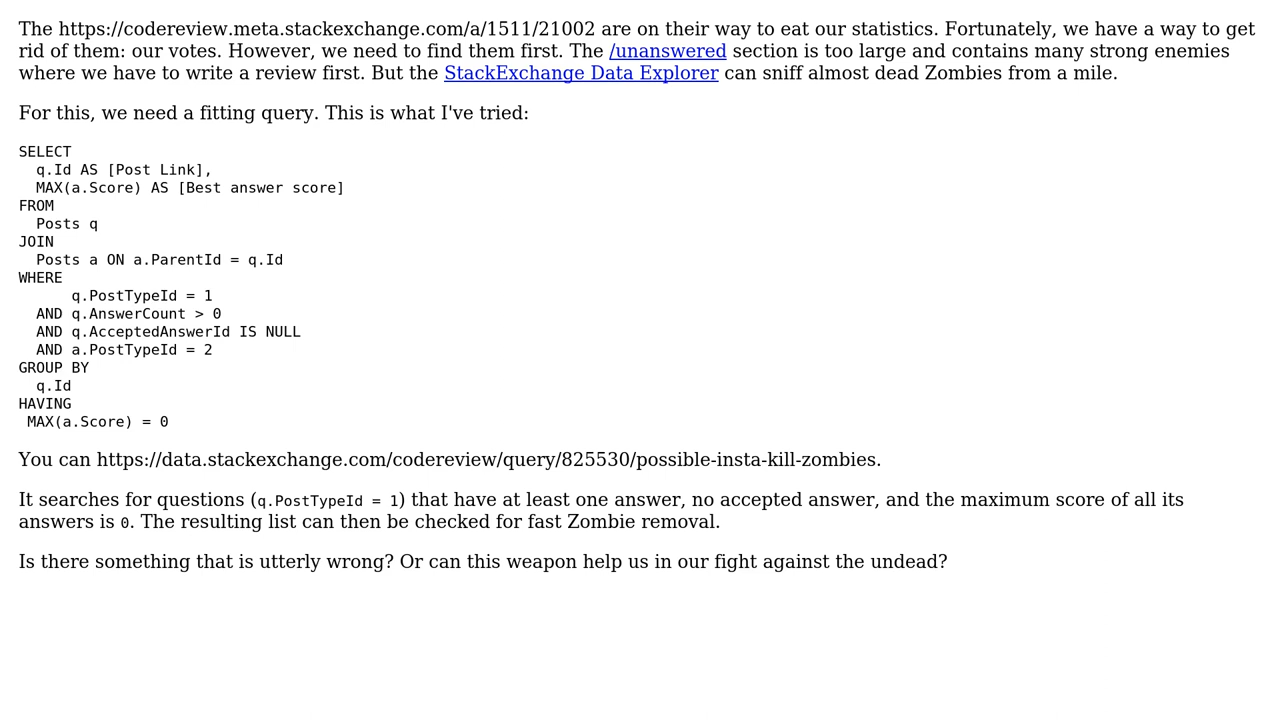 The https://codereview.meta.stackexchange.com/a/1511/21002 are on their way to eat our statistics. Fortunately, we have a way to get
rid of them: our votes. However, we need to find them first. The /unanswered section is too large and contains many strong enemies
where we have to write a review first. But the StackExchange Data Explorer can sniff almost dead Zombies from a mile.
For this, we need a fitting query. This is what I've tried:
SELECT
  q.Id AS [Post Link],
  MAX(a.Score) AS [Best answer score]
FROM
  Posts q
JOIN
  Posts a ON a.ParentId = q.Id
WHERE
      q.PostTypeId = 1
  AND q.AnswerCount > 0
  AND q.AcceptedAnswerId IS NULL
  AND a.PostTypeId = 2
GROUP BY
  q.Id
HAVING
 MAX(a.Score) = 0
You can https://data.stackexchange.com/codereview/query/825530/possible-insta-kill-zombies.
It searches for questions (q.PostTypeId = 1) that have at least one answer, no accepted answer, and the maximum score of all its
answers is 0. The resulting list can then be checked for fast Zombie removal.
Is there something that is utterly wrong? Or can this weapon help us in our fight against the undead?